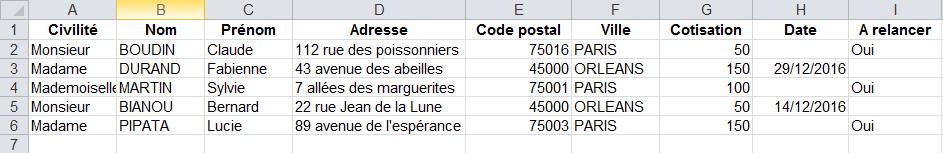 A B C D E F G H I
1 Civilité Nom Prénom Adresse Code postal Ville Cotisation Date A relancer
2 Monsieur BOUDIN Claude 112 rue des poissonniers 75016 PARIS 50 Oui
3 Madame DURAND Fabienne 43 avenue des abeilles 45000 ORLEANS 150 29/12/2016
4 Mademoiselle MARTIN Sylvie 7 allées des marguerites 75001 PARIS 100 Oui
5 Monsieur BIANOU Bernard 22 rue Jean de la Lune 45000 ORLEANS 50 14/12/2016
6 Madame PIPATA Lucie 89 avenue de l'espérance 75003 PARIS 150 Oui
7